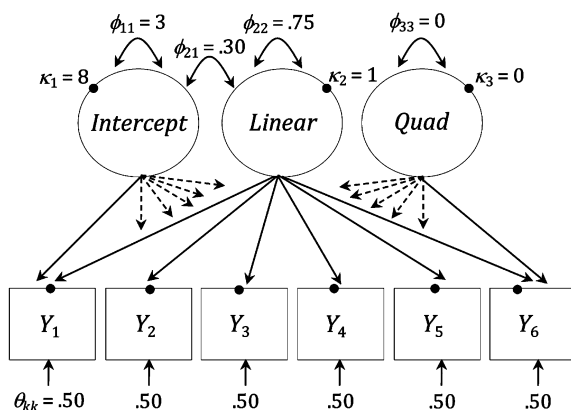 ϕ₁₁ = 3
ϕ₂₁ = .30
ϕ₂₂ = .75
ϕ₃₃ = 0
κ₁ = 8
κ₂ = 1
κ₃ = 0
Intercept
Linear
Quad
Y₁ Y₂ Y₃ Y₄ Y₅ Y₆
θₖₖ = .50 .50 .50 .50 .50 .50